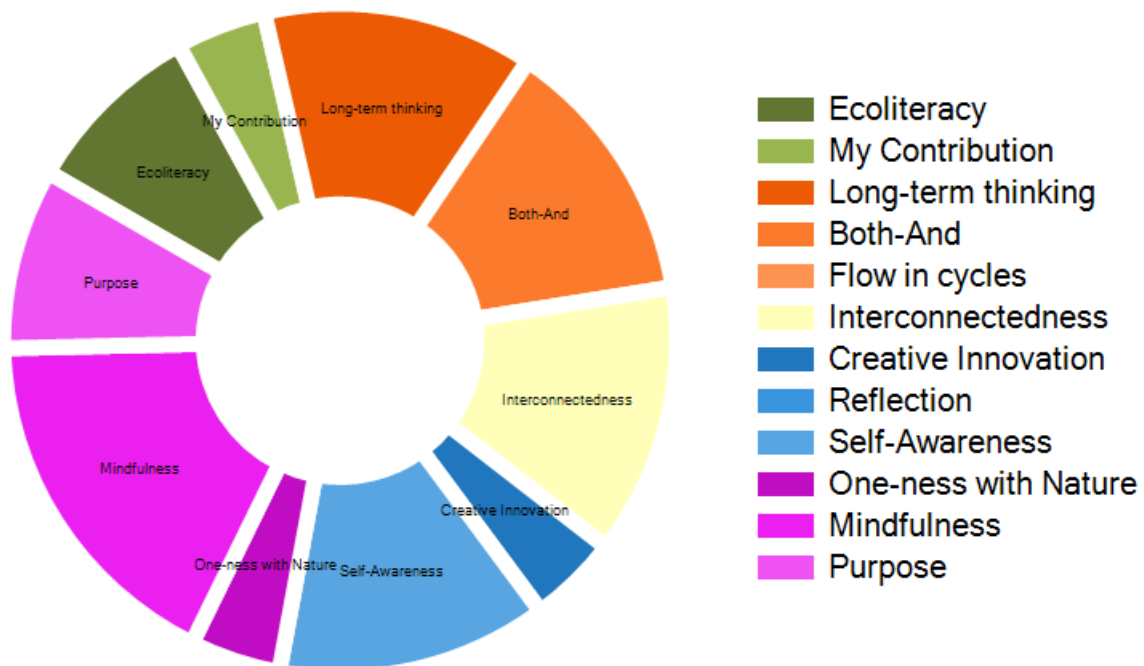 My Contribution
Long-term thinking
Ecoliteracy
Both-And
Purpose
Interconnectedness
Mindfulness
Creative Innovation
One-ness with Nature
Self-Awareness
Ecoliteracy
My Contribution
Long-term thinking
Both-And
Flow in cycles
Interconnectedness
Creative Innovation
Reflection
Self-Awareness
One-ness with Nature
Mindfulness
Purpose